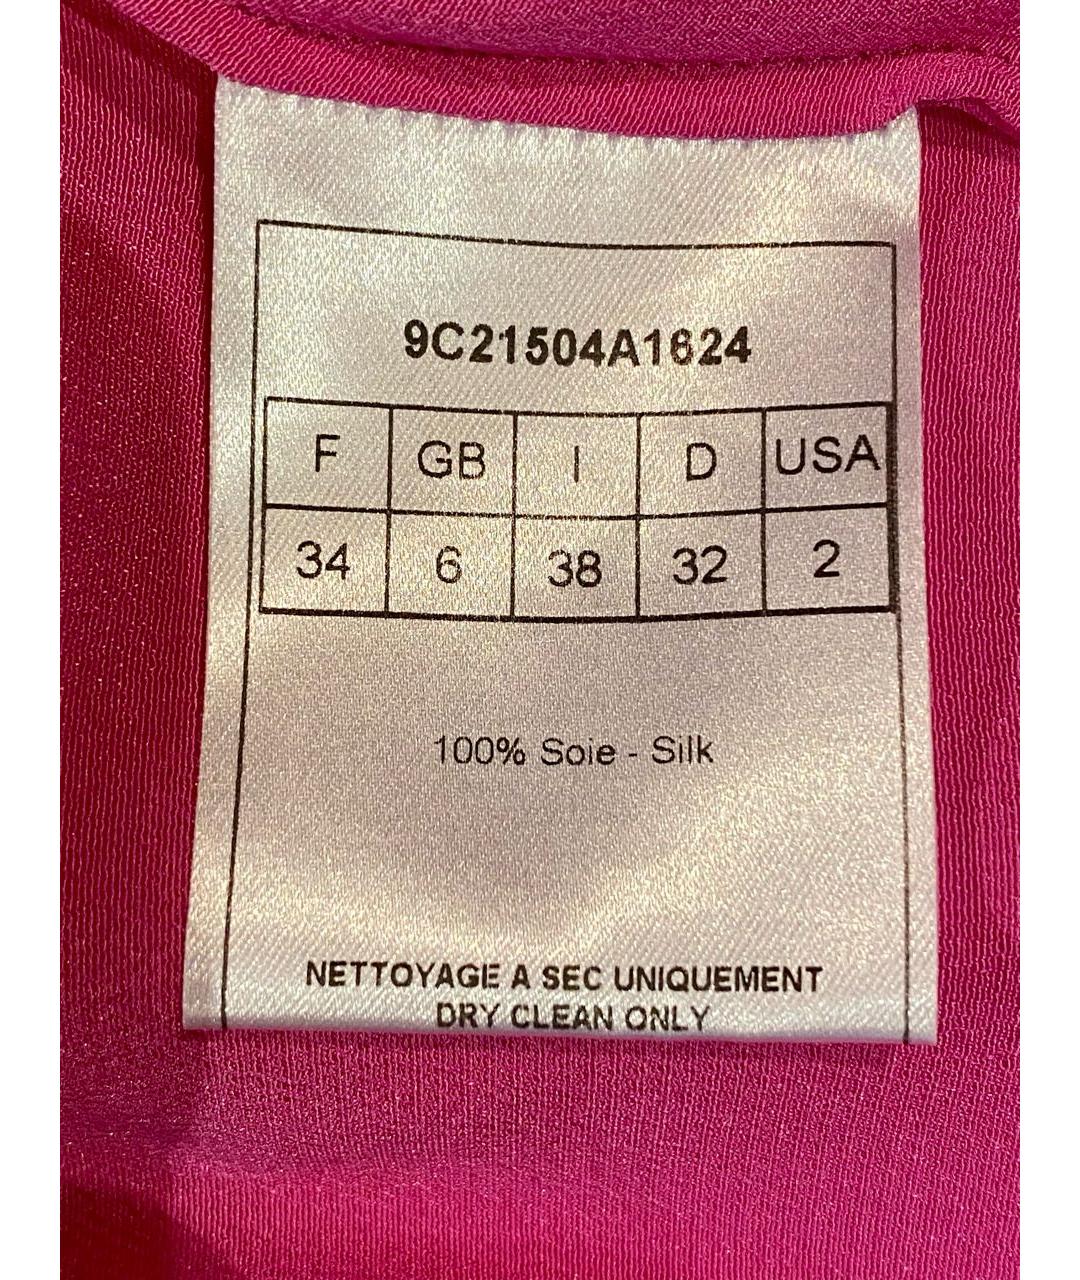 9C21504A1624
F GB I D USA
34 6 38 32 2
100% Soie - Silk
NETTOYAGE A SEC UNIQUEMENT
DRY CLEAN ONLY